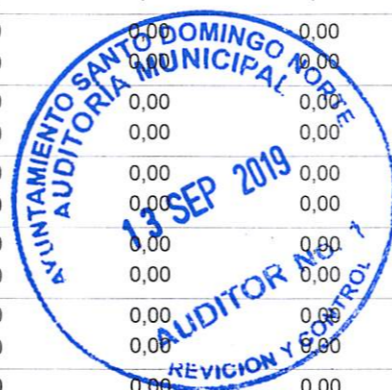 0,00 0,00
0,00 0,00
0,00 0,00
0,00 0,00
0,00 0,00
0,00 0,00
0,00 0,00
0,00 0,00
0,00 0,00
0,00 0,00
0,00 0,00
AYUNTAMIENTO SANTO DOMINGO NORTE
AUDITORÍA MUNICIPAL
13 SEP 2019
AUDITOR No. 1
REVICION Y CONTROL